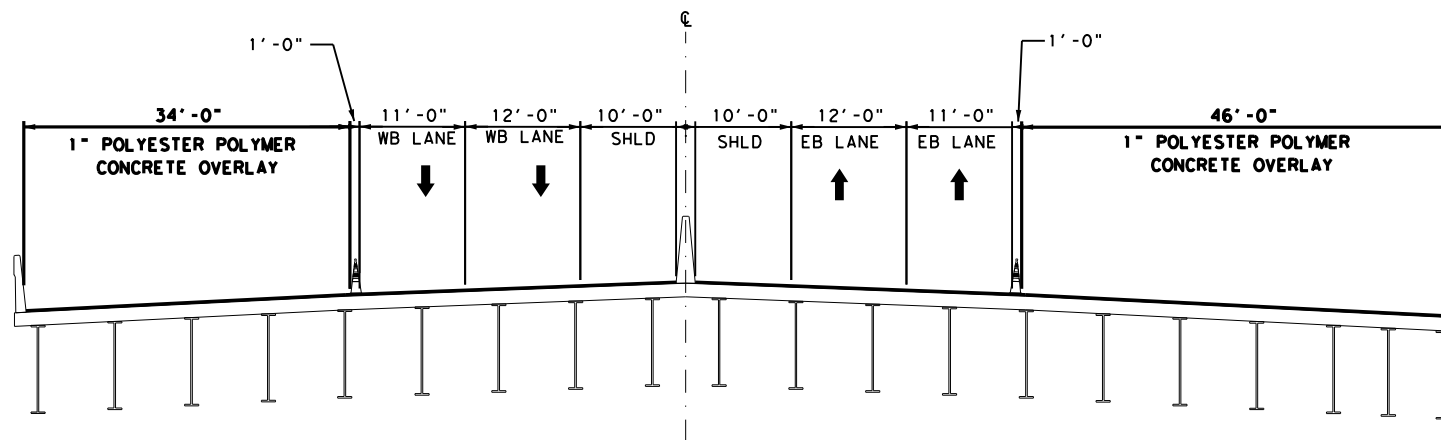 ℄
1'-0" 1'-0"
34'-0" 11'-0" 12'-0" 10'-0" 10'-0" 12'-0" 11'-0" 46'-0"
1" POLYESTER POLYMER WB LANE WB LANE SHLD SHLD EB LANE EB LANE 1" POLYESTER POLYMER
CONCRETE OVERLAY CONCRETE OVERLAY